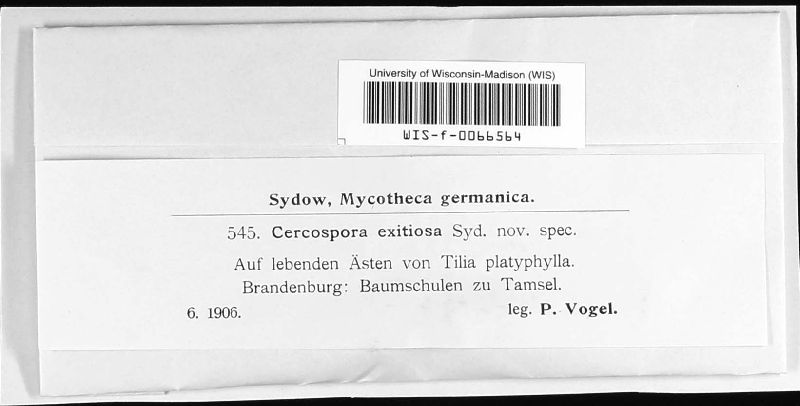 University of Wisconsin-Madison (WIS)
WIS-f-0066564
Sydow, Mycotheca germanica.
545. Cercospora exitiosa Syd. nov. spec.
Auf lebenden Ästen von Tilia platyphylla.
Brandenburg: Baumschulen zu Tamsel.
6. 1906. leg. P. Vogel.